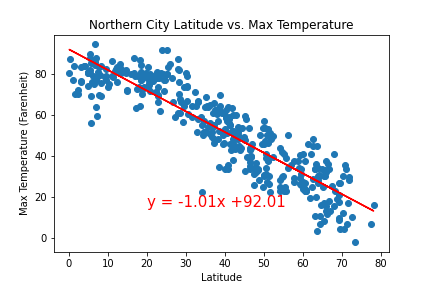 Northern City Latitude vs. Max Temperature
Max Temperature (Farenheit)
80
60
40
20
0
y = -1.01x +92.01
0 10 20 30 40 50 60 70 80
Latitude